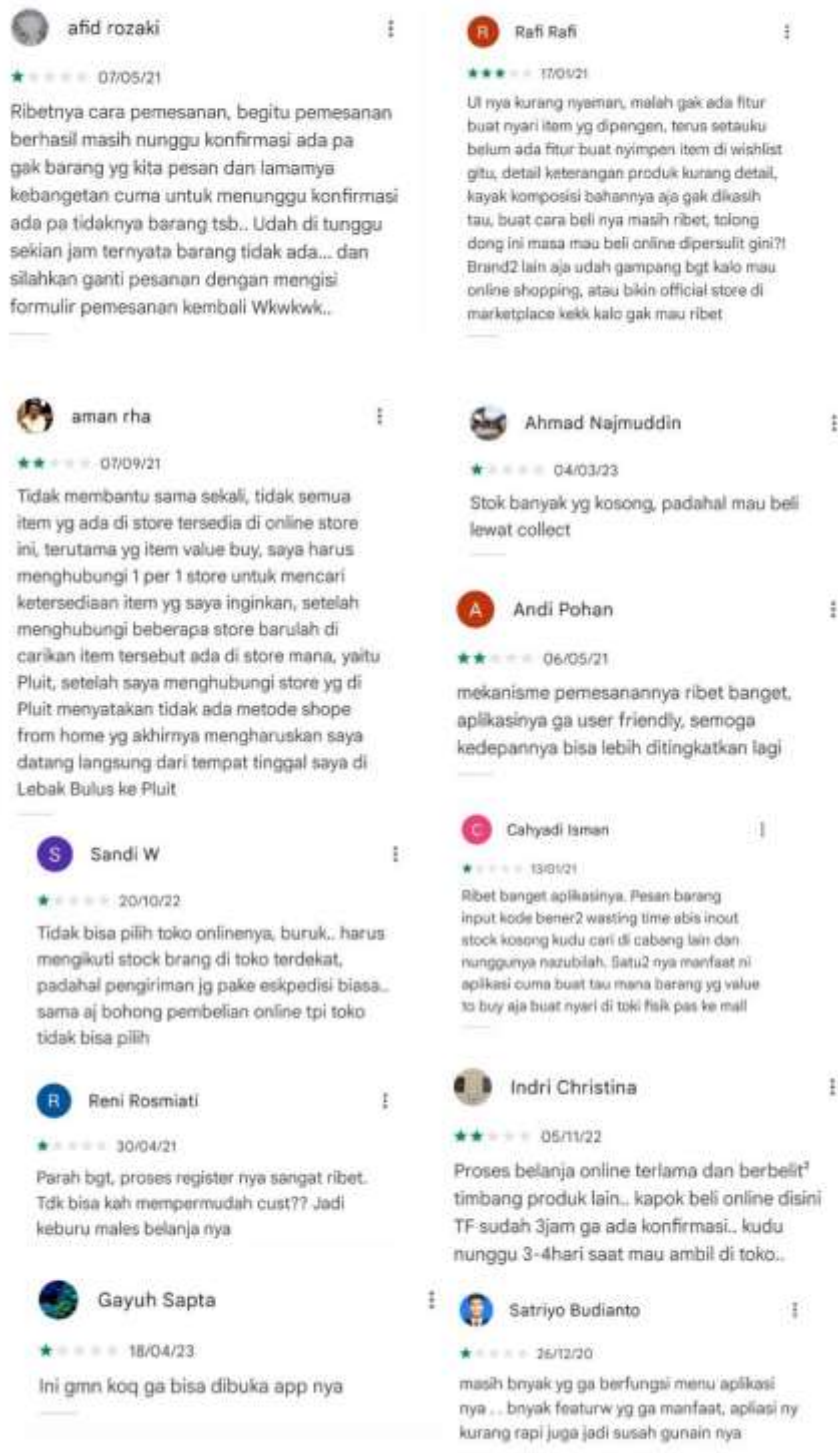 afid rozaki
07/05/21
Ribetnya cara pemesanan, begitu pemesanan
berhasil masih nunggu konfirmasi ada pa
gak barang yg kita pesan dan lamamya
kebangetan cuma untuk menunggu konfirmasi
ada pa tidaknya barang tsb.. Udah di tunggu
sekian jam ternyata barang tidak ada... dan
silahkan ganti pesanan dengan mengisi
formulir pemesanan kembali Wkwkwk..
aman rha
07/09/21
Tidak membantu sama sekali, tidak semua
item yg ada di store tersedia di online store
ini, terutama yg item value buy, saya harus
menghubungi 1 per 1 store untuk mencari
ketersediaan item yg saya inginkan, setelah
menghubungi beberapa store barulah di
carikan item tersebut ada di store mana, yaitu
Pluit, setelah saya menghubungi store yg di
Pluit menyatakan tidak ada metode shope
from home yg akhirnya mengharuskan saya
datang langsung dari tempat tinggal saya di
Lebak Bulus ke Pluit
S
Sandi W
20/10/22
Tidak bisa pilih toko onlinenya, buruk.. harus
mengikuti stock brang di toko terdekat,
padahal pengiriman jg pake eskpedisi biasa..
sama aj bohong pembelian online tpi toko
tidak bisa pilih
R
Reni Rosmiati
30/04/21
Parah bgt, proses register nya sangat ribet.
Tdk bisa kah mempermudah cust?? Jadi
keburu males belanja nya
Gayuh Sapta
18/04/23
Ini gmn koq ga bisa dibuka app nya
R
Rafi Rafi
17/01/21
UI nya kurang nyaman, malah gak ada fitur
buat nyari item yg dipengen, terus setauku
belum ada fitur buat nyimpen item di wishlist
gitu, detail keterangan produk kurang detail,
kayak komposisi bahannya aja gak dikasih
tau, buat cara beli nya masih ribet, tolong
dong ini masa mau beli online dipersulit gini?!
Brand2 lain aja udah gampang bgt kalo mau
online shopping, atau bikin official store di
marketplace kekk kalo gak mau ribet
Ahmad Najmuddin
04/03/23
Stok banyak yg kosong, padahal mau beli
lewat collect
A
Andi Pohan
06/05/21
mekanisme pemesanannya ribet banget,
aplikasinya ga user friendly, semoga
kedepannya bisa lebih ditingkatkan lagi
C
Cahyadi Isman
13/01/21
Ribet banget aplikasinya. Pesan barang
input kode bener2 wasting time abis inout
stock kosong kudu cari di cabang lain dan
nunggunya nazubilah. Satu2 nya manfaat ni
aplikasi cuma buat tau mana barang yg value
to buy aja buat nyari di toki fisik pas ke mall
Indri Christina
05/11/22
Proses belanja online terlama dan berbelit²
timbang produk lain.. kapok beli online disini
TF sudah 3jam ga ada konfirmasi.. kudu
nunggu 3-4hari saat mau ambil di toko..
Satriyo Budianto
26/12/20
masih bnyak yg ga berfungsi menu aplikasi
nya . . bnyak featurw yg ga manfaat, apliasi ny
kurang rapi juga jadi susah gunain nya